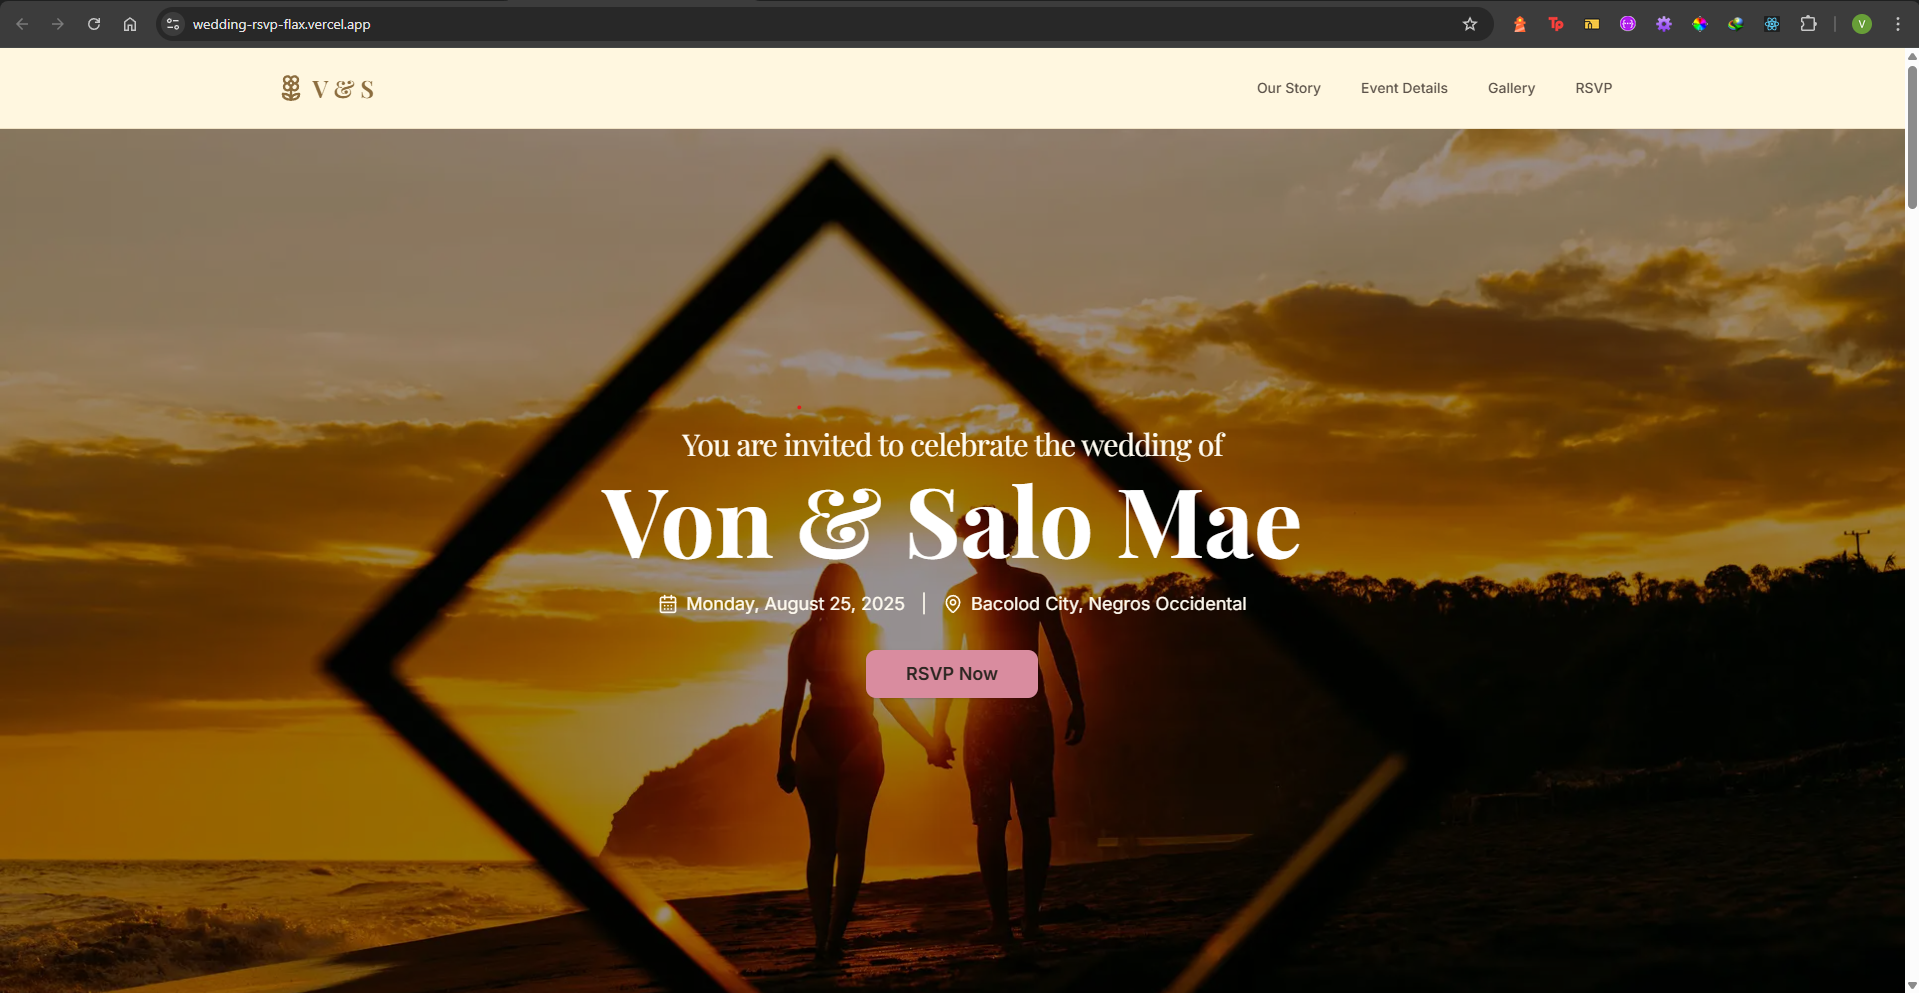 wedding-rsvp-flax.vercel.app
Tp
V
V & S
Our Story
Event Details
Gallery
RSVP
You are invited to celebrate the wedding of
Von & Salo Mae
Monday, August 25, 2025 | Bacolod City, Negros Occidental
RSVP Now